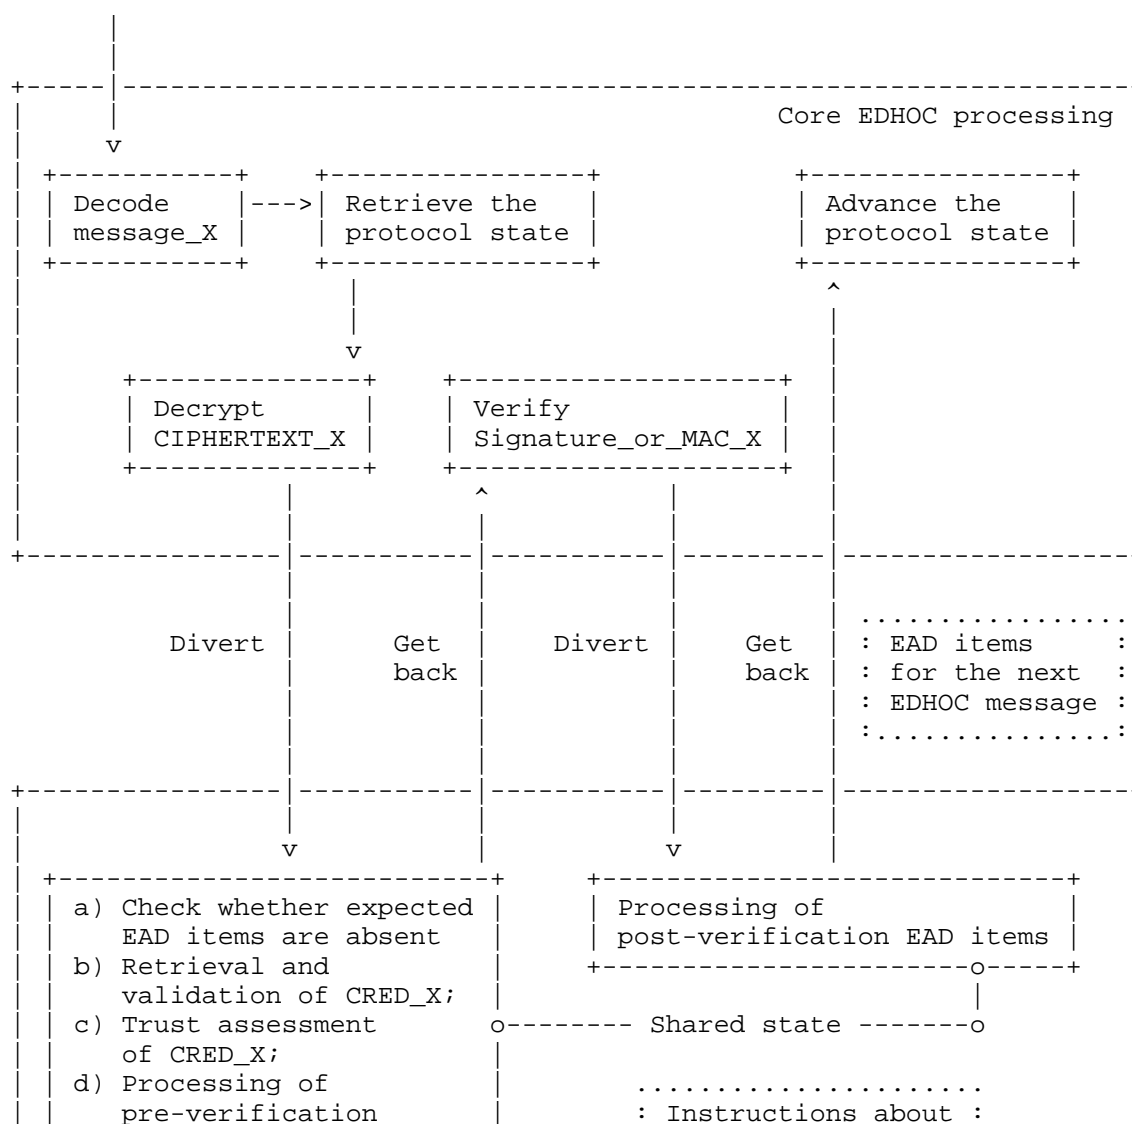 Core EDHOC processing
Decode
message_X
Retrieve the
protocol state
Advance the
protocol state
Decrypt
CIPHERTEXT_X
Verify
Signature_or_MAC_X
Divert
Get
back
Divert
Get
back
EAD items
for the next
EDHOC message
a) Check whether expected
EAD items are absent
b) Retrieval and
validation of CRED_X;
c) Trust assessment
of CRED_X;
d) Processing of
pre-verification
Processing of
post-verification EAD items
Shared state
Instructions about